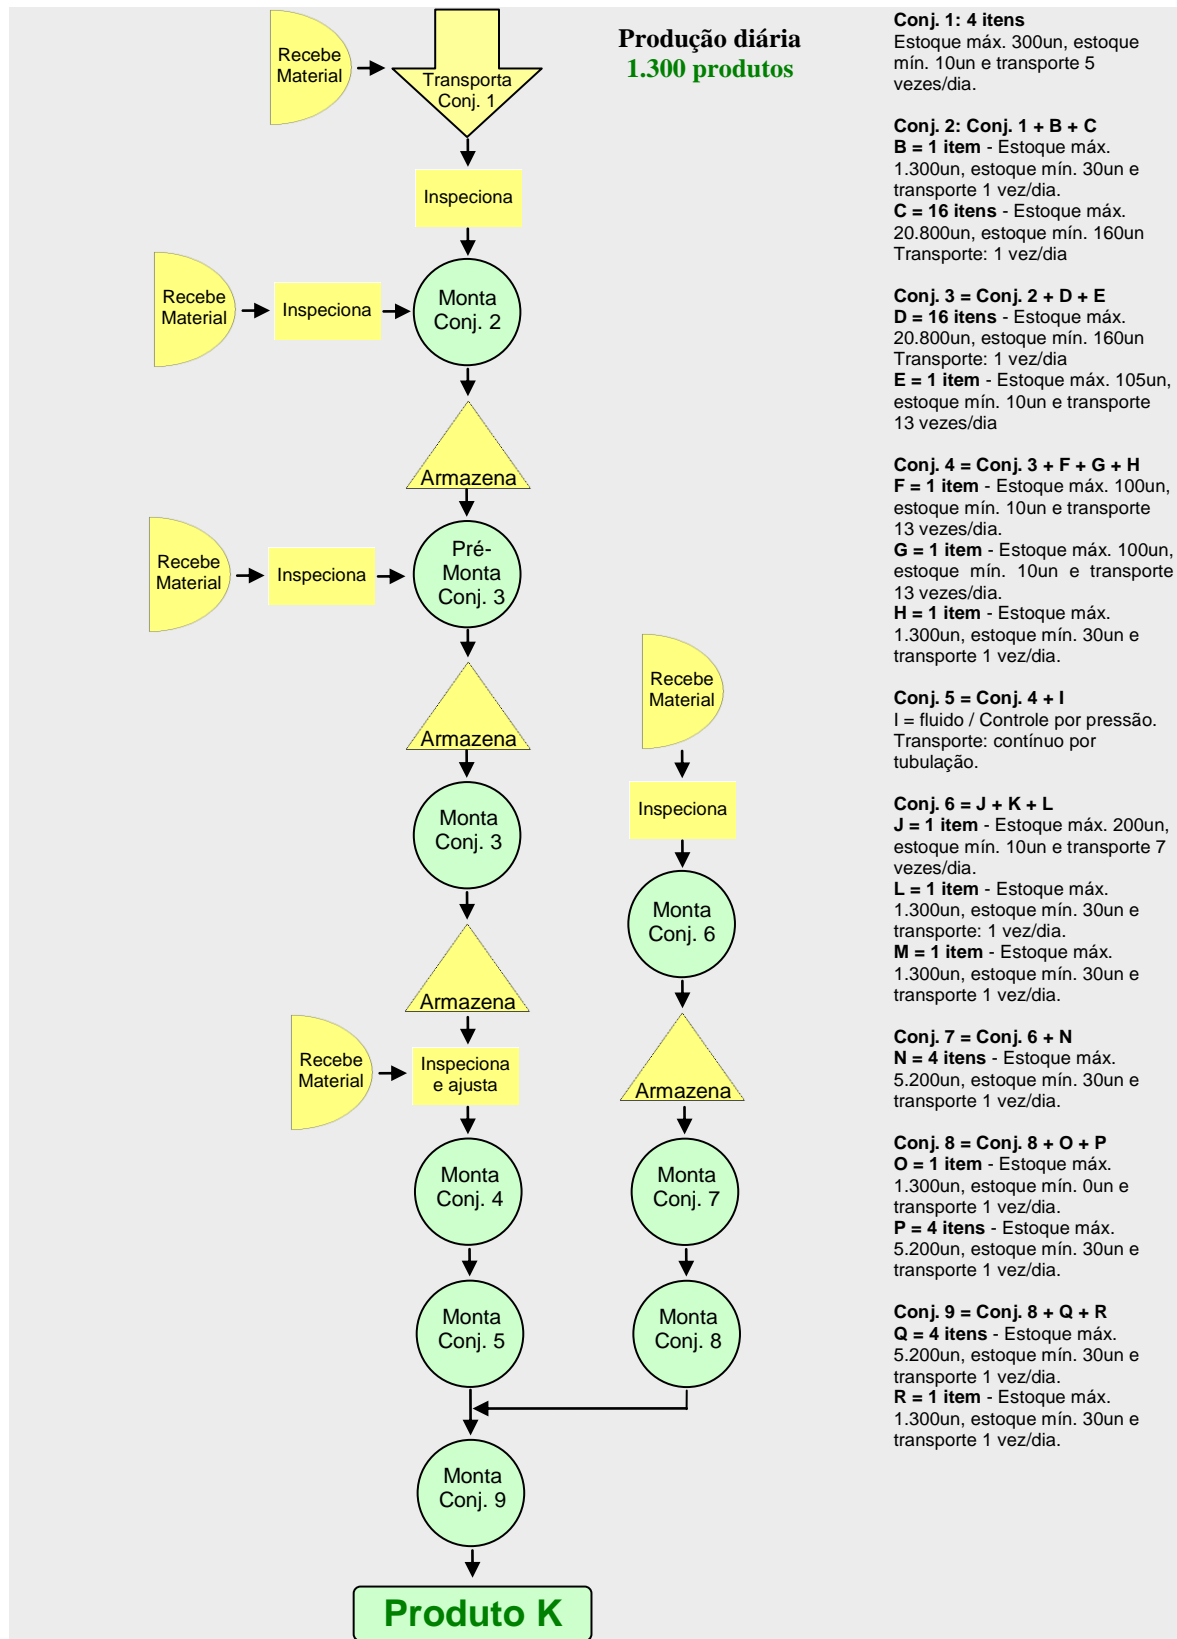 Produção diária
1.300 produtos
Recebe
Material
Transporta
Conj. 1
Inspeciona
Recebe
Material
Inspeciona
Monta
Conj. 2
Armazena
Recebe
Material
Inspeciona
Pré-
Monta
Conj. 3
Armazena
Monta
Conj. 3
Armazena
Recebe
Material
Inspeciona
e ajusta
Monta
Conj. 4
Monta
Conj. 5
Recebe
Material
Inspeciona
Monta
Conj. 6
Armazena
Monta
Conj. 7
Monta
Conj. 8
Monta
Conj. 9
Produto K
Conj. 1: 4 itens
Estoque máx. 300un, estoque
mín. 10un e transporte 5
vezes/dia.
Conj. 2: Conj. 1 + B + C
B = 1 item - Estoque máx.
1.300un, estoque mín. 30un e
transporte 1 vez/dia.
C = 16 itens - Estoque máx.
20.800un, estoque mín. 160un
Transporte: 1 vez/dia
Conj. 3 = Conj. 2 + D + E
D = 16 itens - Estoque máx.
20.800un, estoque mín. 160un
Transporte: 1 vez/dia
E = 1 item - Estoque máx. 105un,
estoque mín. 10un e transporte
13 vezes/dia
Conj. 4 = Conj. 3 + F + G + H
F = 1 item - Estoque máx. 100un,
estoque mín. 10un e transporte
13 vezes/dia.
G = 1 item - Estoque máx. 100un,
estoque mín. 10un e transporte
13 vezes/dia.
H = 1 item - Estoque máx.
1.300un, estoque mín. 30un e
transporte 1 vez/dia.
Conj. 5 = Conj. 4 + I
I = fluido / Controle por pressão.
Transporte: contínuo por
tubulação.
Conj. 6 = J + K + L
J = 1 item - Estoque máx. 200un,
estoque mín. 10un e transporte 7
vezes/dia.
L = 1 item - Estoque máx.
1.300un, estoque mín. 30un e
transporte: 1 vez/dia.
M = 1 item - Estoque máx.
1.300un, estoque mín. 30un e
transporte 1 vez/dia.
Conj. 7 = Conj. 6 + N
N = 4 itens - Estoque máx.
5.200un, estoque mín. 30un e
transporte 1 vez/dia.
Conj. 8 = Conj. 8 + O + P
O = 1 item - Estoque máx.
1.300un, estoque mín. 0un e
transporte 1 vez/dia.
P = 4 itens - Estoque máx.
5.200un, estoque mín. 30un e
transporte 1 vez/dia.
Conj. 9 = Conj. 8 + Q + R
Q = 4 itens - Estoque máx.
5.200un, estoque mín. 30un e
transporte 1 vez/dia.
R = 1 item - Estoque máx.
1.300un, estoque mín. 30un e
transporte 1 vez/dia.